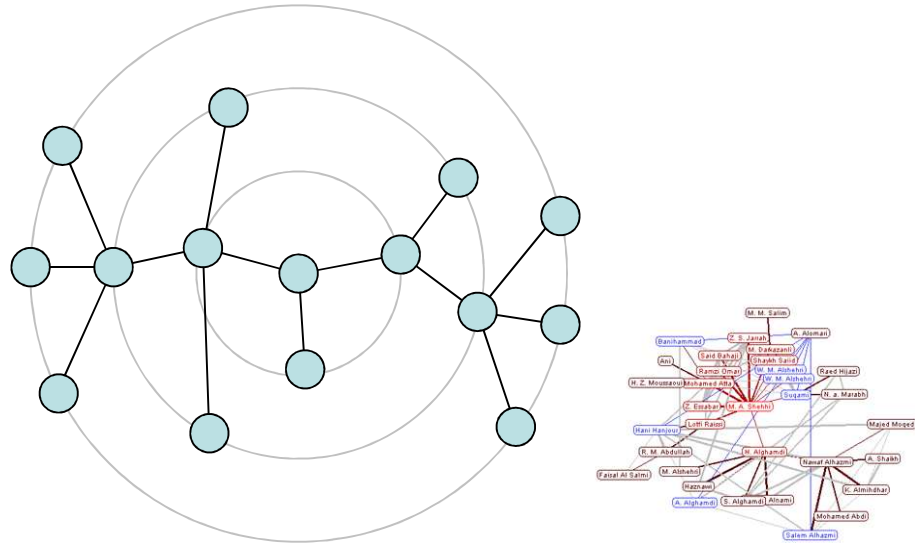 M. M. Salim
A. Alomari
Banihammad
Z. S. Janah
M. Darkazanli
Said Bahaji
Shaykh Saiid
Ani
Ramzi Omar
W. M. Alshehri
Raed Hijazi
W. M. Alshehri
H. Z. Moussaoui
Mohamed Atta
Suqami
N. a. Marabh
Z. Essabar
M. A. Shehhi
Lotfi Raissi
Hani Hanjour
Majed Moqed
R. M. Abdullah
H. Alghamdi
A. Shaikh
Nawaf Alhazmi
M. Alshehri
Faisal Al Salmi
Haznawi
K. Almihdhar
A. Alghamdi
S. Alghamdi
Alnami
Mohamed Abdi
Salem Alhazmi